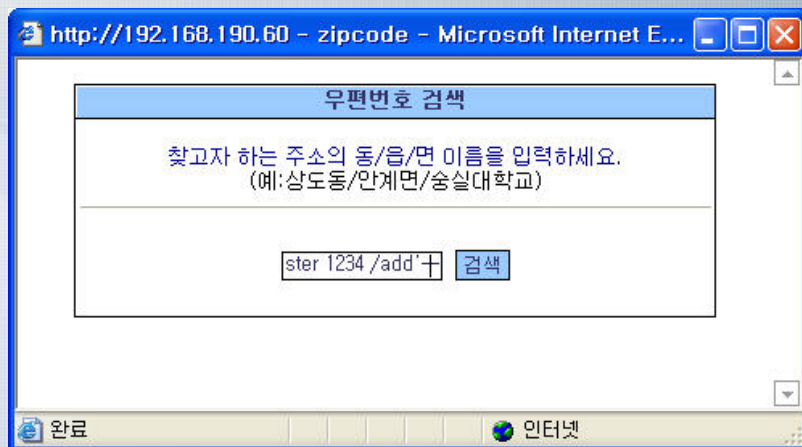 http://192.168.190.60 - zipcode - Microsoft Internet E...
우편번호 검색
찾고자 하는 주소의 동/읍/면 이름을 입력하세요.
(예:상도동/안계면/숭실대학교)
ster 1234 /add'
검색
완료
인터넷